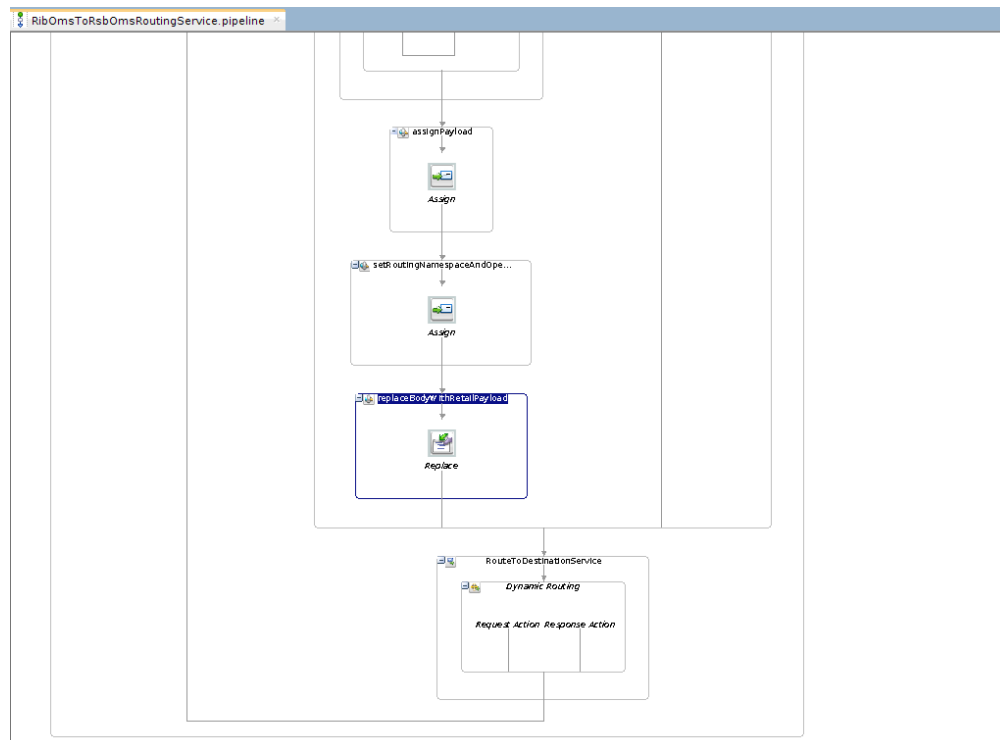 RibOmsToRsbOmsRoutingService.pipeline
assignPayload
Assign
setRoutingNamespaceAndOpe...
Assign
replaceBodyWithRetailPayload
Replace
RouteToDestinationService
Dynamic Routing
Request Action Response Action